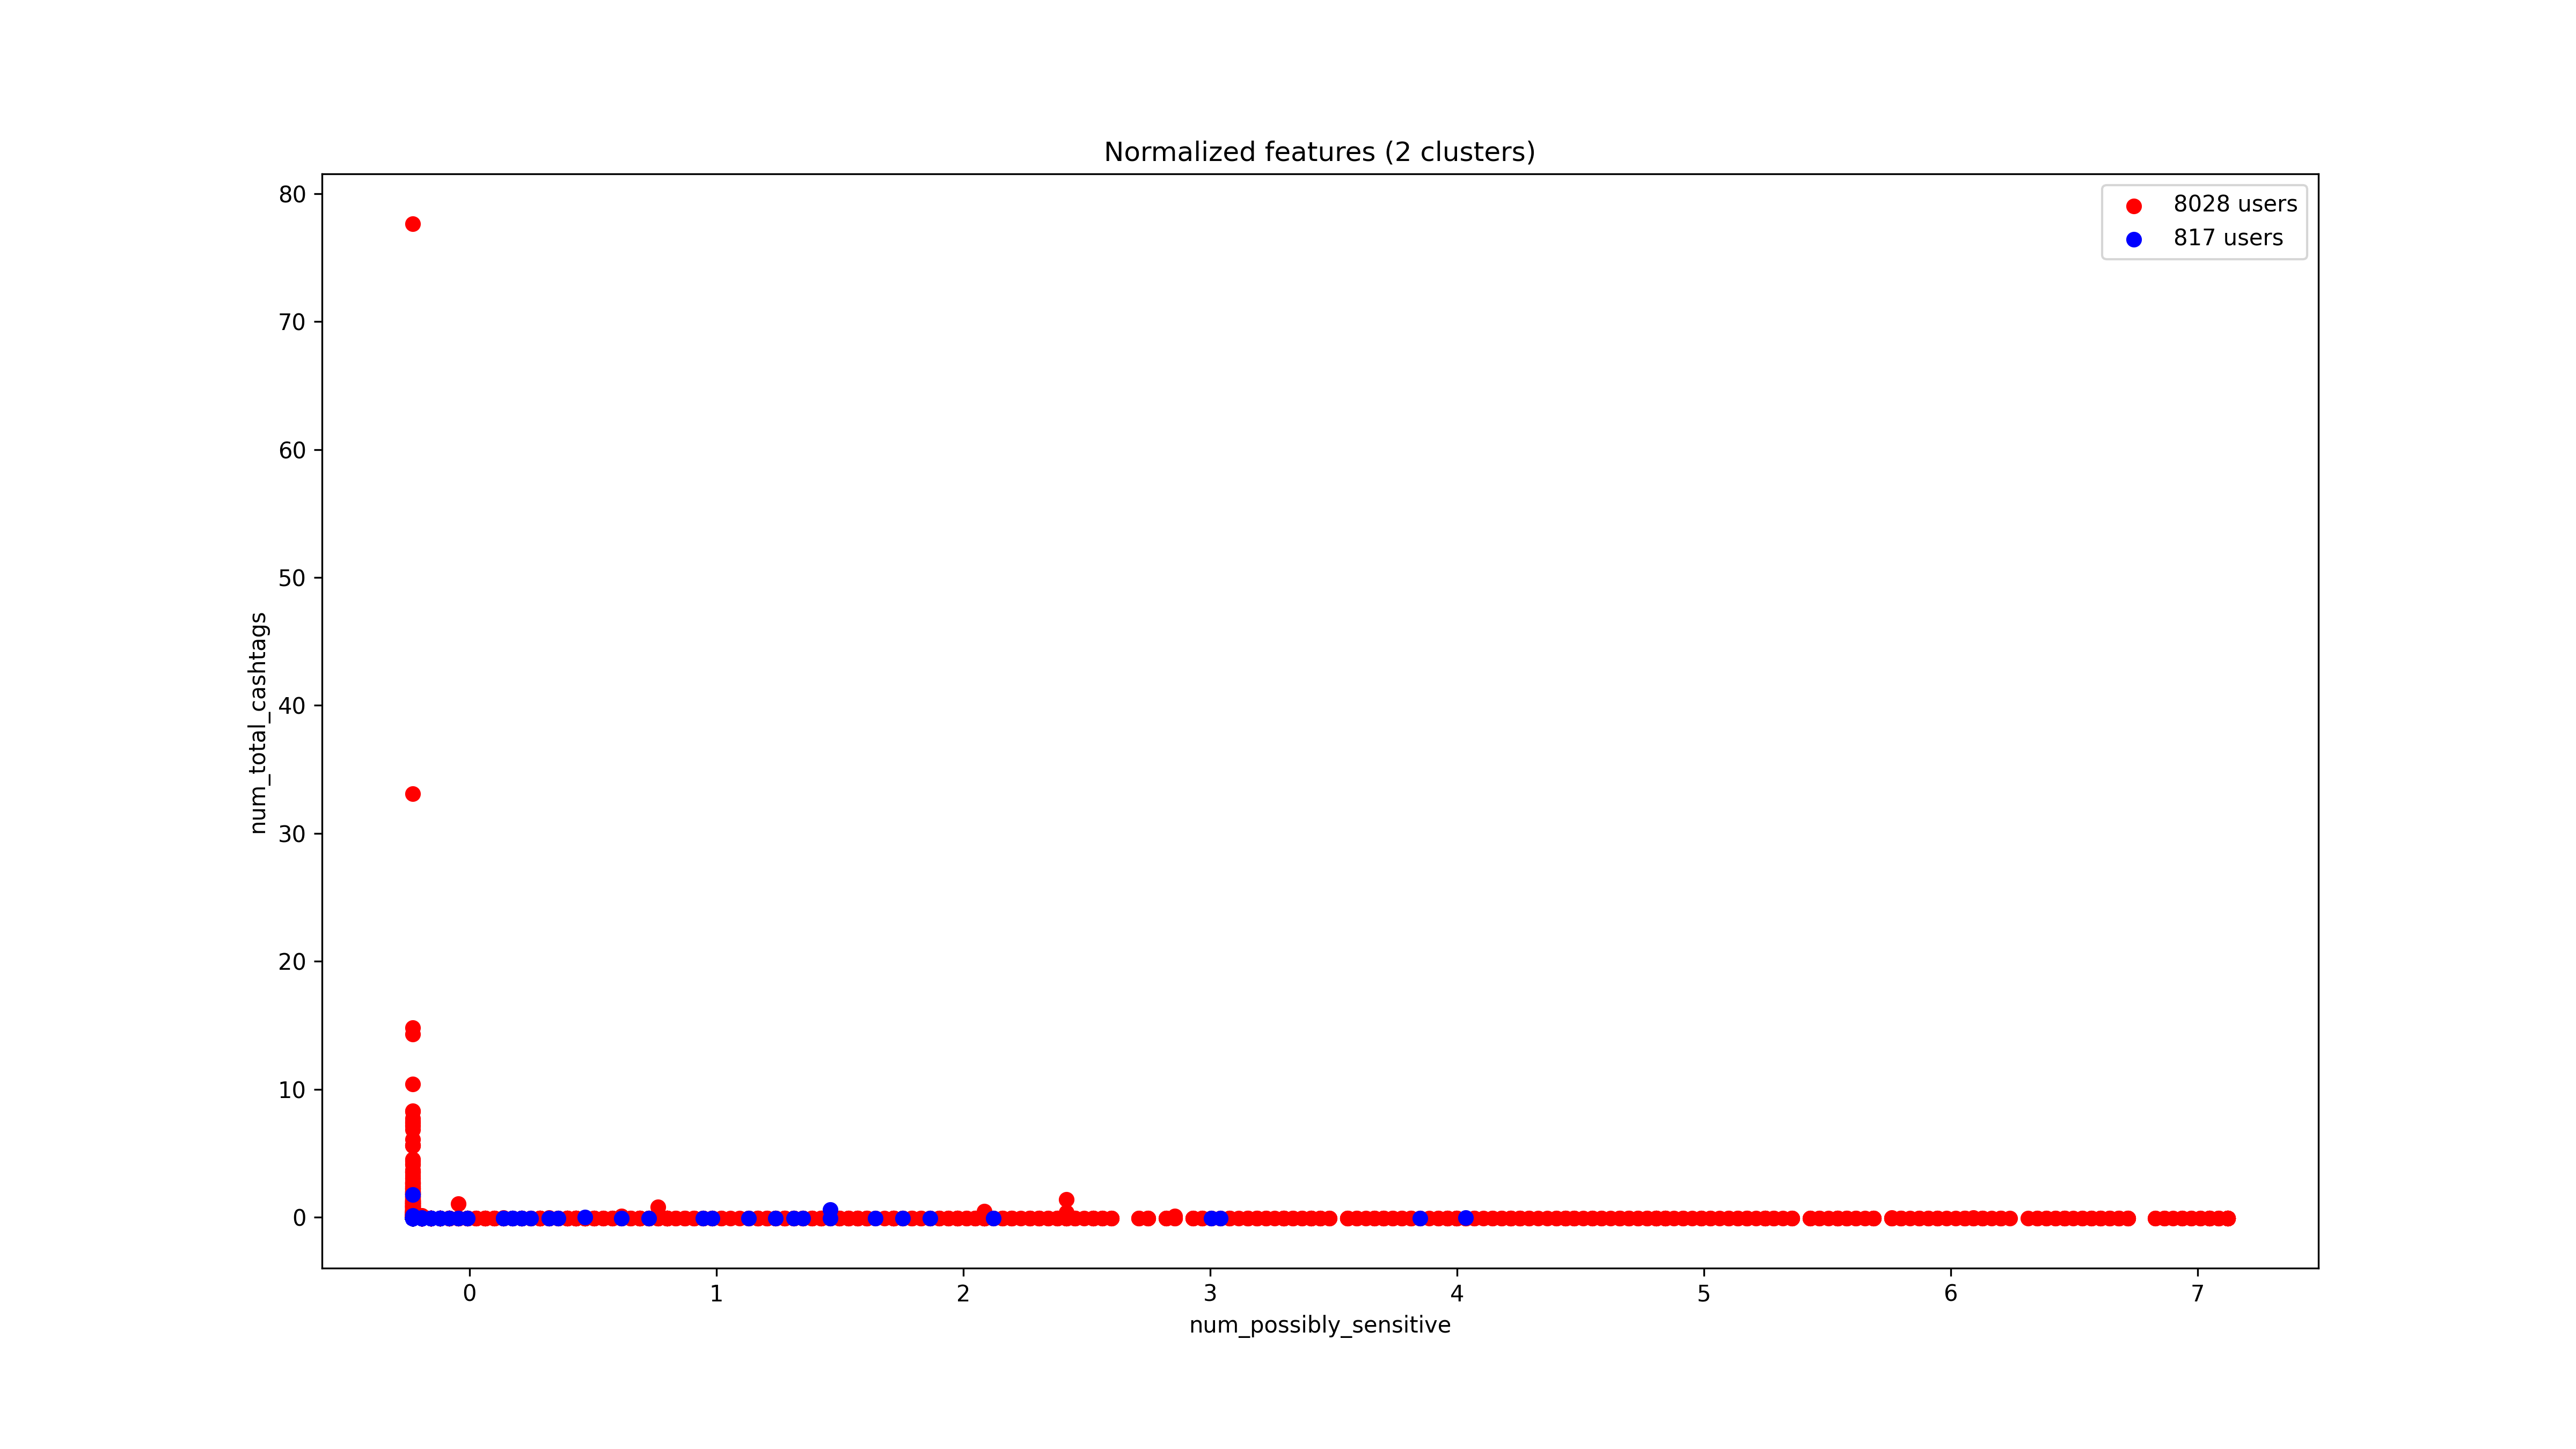 Normalized features (2 clusters)
8028 users
817 users
80
70
60
50
40
30
20
10
0
num_total_cashtags
0 1 2 3 4 5 6 7
num_possibly_sensitive